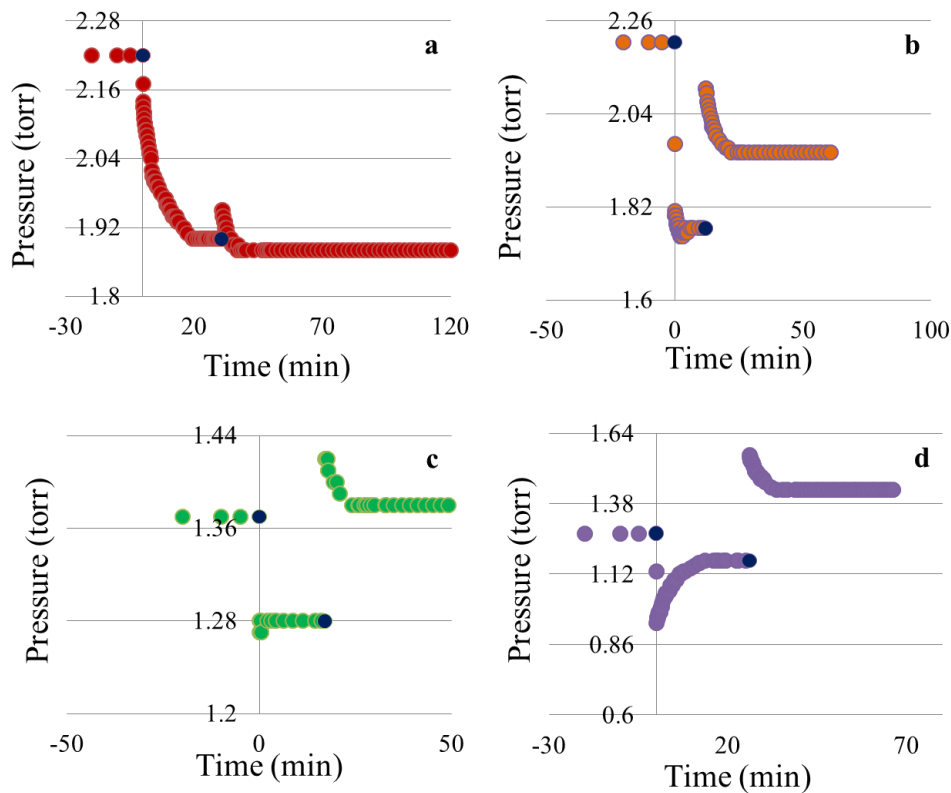 2.28
a
2.16
2.04
1.92
1.8
-30
20
70
120
Pressure (torr)
Time (min)
2.26
b
2.04
1.82
1.6
-50
0
50
100
Pressure (torr)
Time (min)
1.44
c
1.36
1.28
1.2
-50
0
50
Pressure (torr)
Time (min)
1.64
d
1.38
1.12
0.86
0.6
-30
20
70
Pressure (torr)
Time (min)